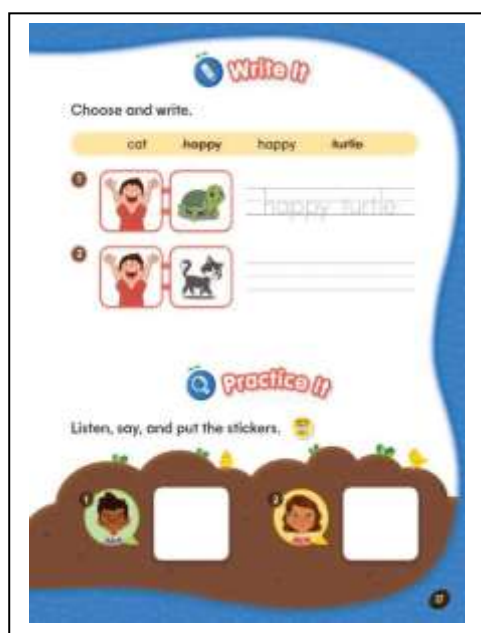 Write It
Choose and write.
cat happy happy turtle
1
happy turtle
2
Practice It
Listen, say, and put the stickers.
1
2
17